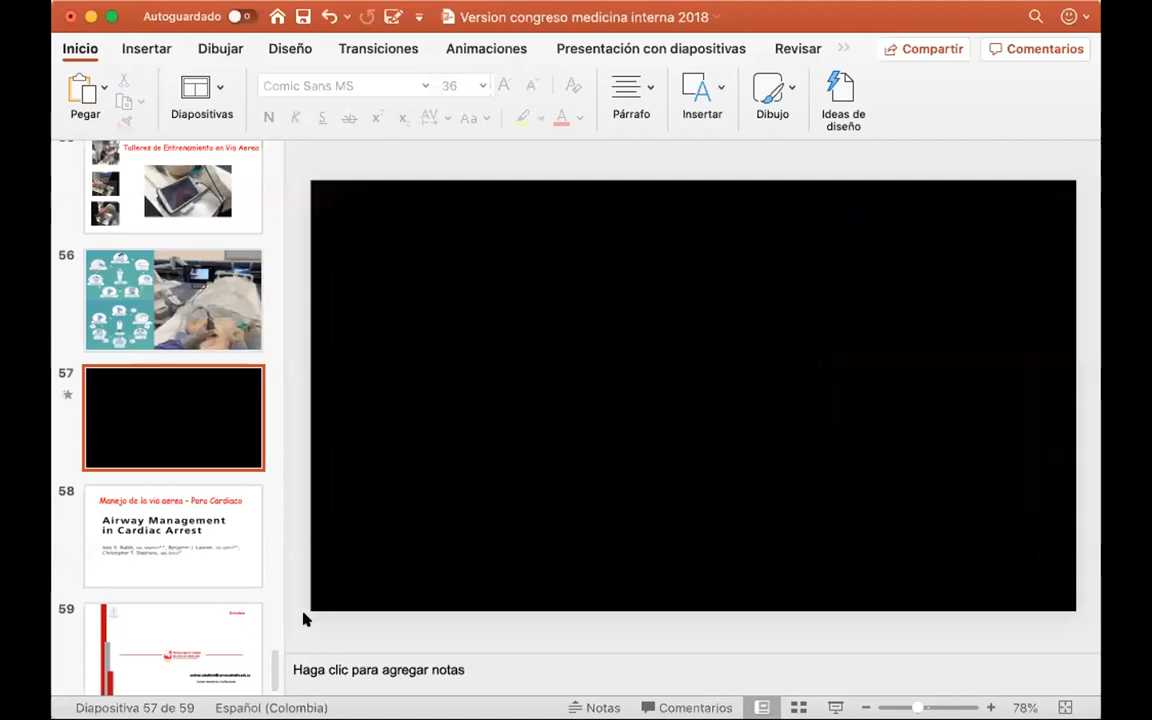 Autoguardado
Version congreso medicina interna 2018
Inicio
Insertar
Dibujar
Diseño
Transiciones
Animaciones
Presentación con diapositivas
Revisar
Compartir
Comentarios
Pegar
Diapositivas
Comic Sans MS
36
N
K
S
ab
x
x
AV
Aa
A
Párrafo
Insertar
Dibujo
Ideas de
diseño
Talleres de Entrenamiento en Via Aerea
56
57
58
Manejo de la via aerea - Paro Cardiaco
Airway Management
in Cardiac Arrest
59
Haga clic para agregar notas
Diapositiva 57 de 59
Español (Colombia)
Notas
Comentarios
78%